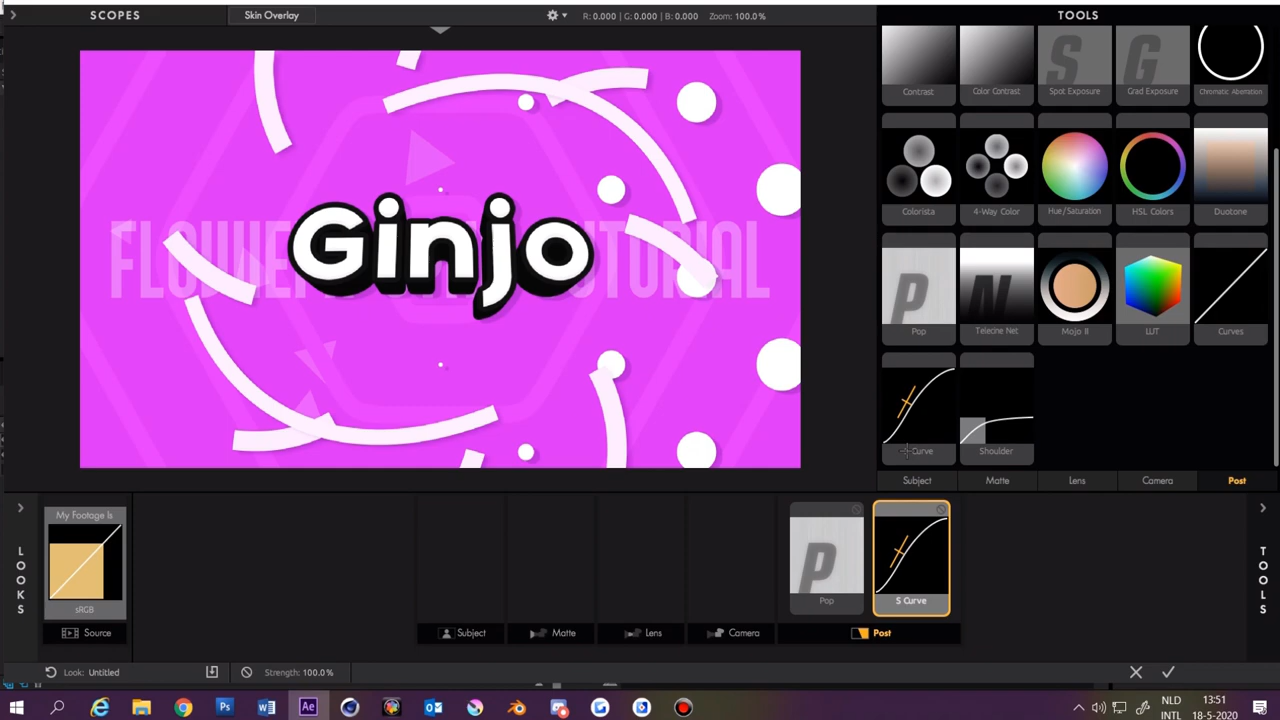 SCOPES
Skin Overlay
R: 0.000 | G: 0.000 | B: 0.000 Zoom: 100.0%
TOOLS
Contrast
Color Contrast
Spot Exposure
Grad Exposure
Chromatic Aberration
S
G
Colorista
4-Way Color
Hue/Saturation
HSL Colors
Duotone
Ginjo
P
N
Pop
Telecine Net
Mojo II
LUT
Curves
Curve
Shoulder
Subject
Matte
Lens
Camera
Post
My Footage Is
sRGB
Source
LOOKS
P
Pop
S Curve
TOOLS
Subject
Matte
Lens
Camera
Post
Look: Untitled
Strength: 100.0%
Ps
W
Ae
NLD
INTL
13:51
18-5-2020